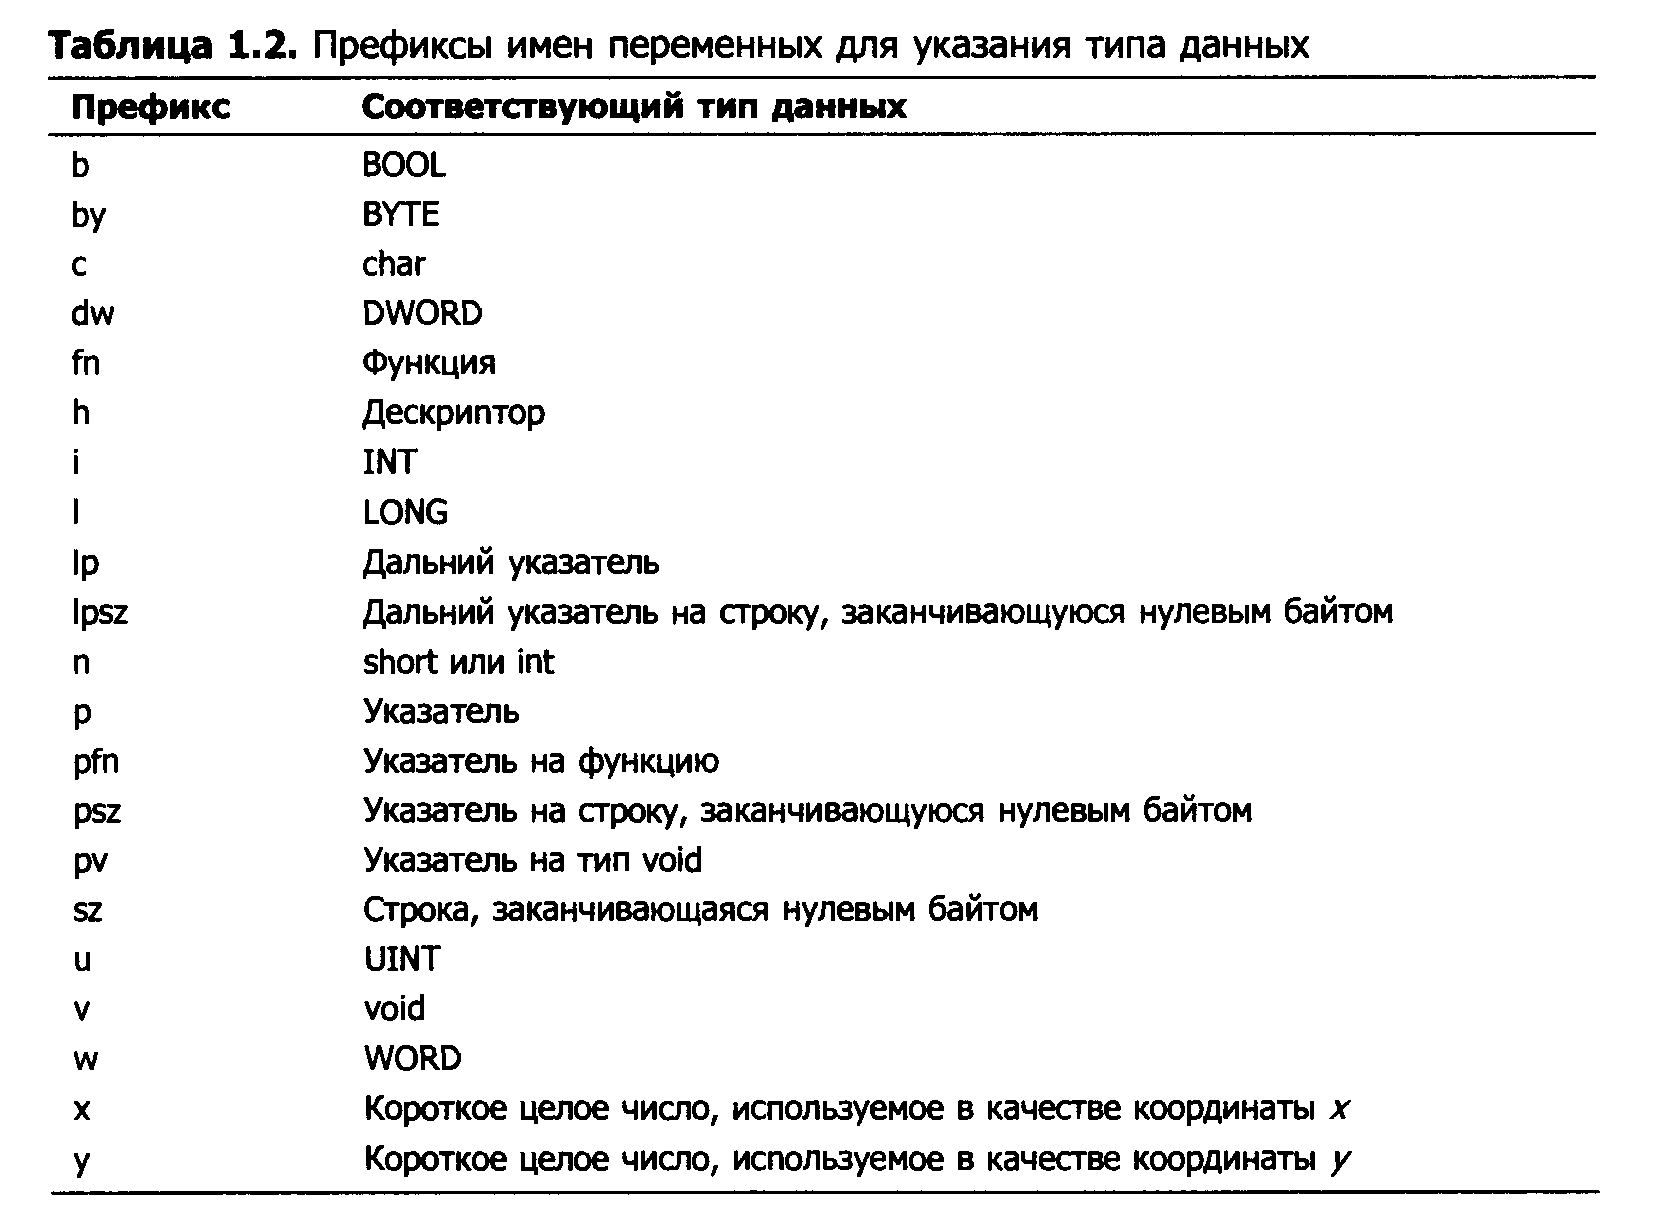 Таблица 1.2. Префиксы имен переменных для указания типа данных
Префикс Соответствующий тип данных
b BOOL
by BYTE
c char
dw DWORD
fn Функция
h Дескриптор
i INT
l LONG
lp Дальний указатель
lpsz Дальний указатель на строку, заканчивающуюся нулевым байтом
n short или int
p Указатель
pfn Указатель на функцию
psz Указатель на строку, заканчивающуюся нулевым байтом
pv Указатель на тип void
sz Строка, заканчивающаяся нулевым байтом
u UINT
v void
w WORD
x Короткое целое число, используемое в качестве координаты x
y Короткое целое число, используемое в качестве координаты y